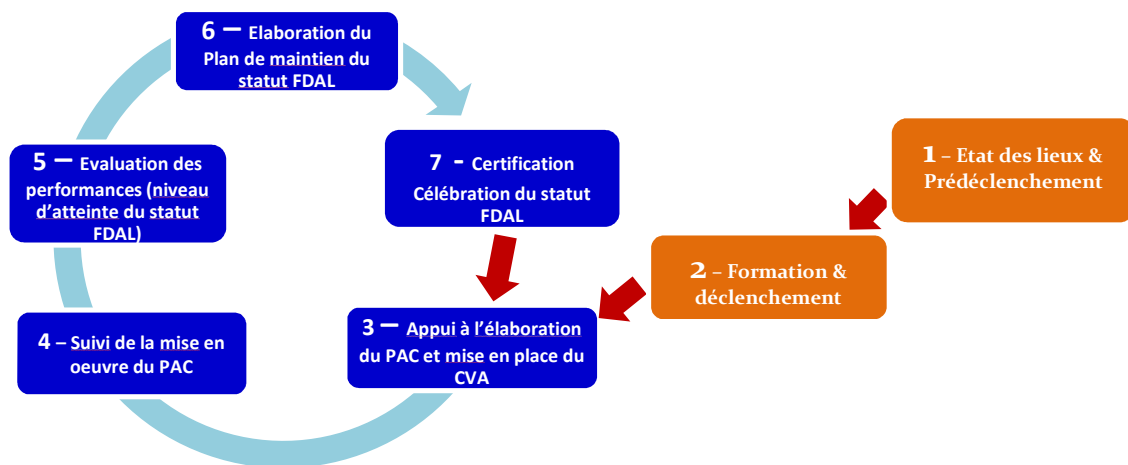 1 – Etat des lieux &
Prédéclenchement
2 – Formation &
déclenchement
3 – Appui à l’élaboration
du PAC et mise en place du
CVA
4 – Suivi de la mise en
oeuvre du PAC
5 – Evaluation des
performances (niveau
d’atteinte du statut
FDAL)
6 – Elaboration du
Plan de maintien du
statut FDAL
7 - Certification
Célébration du statut
FDAL